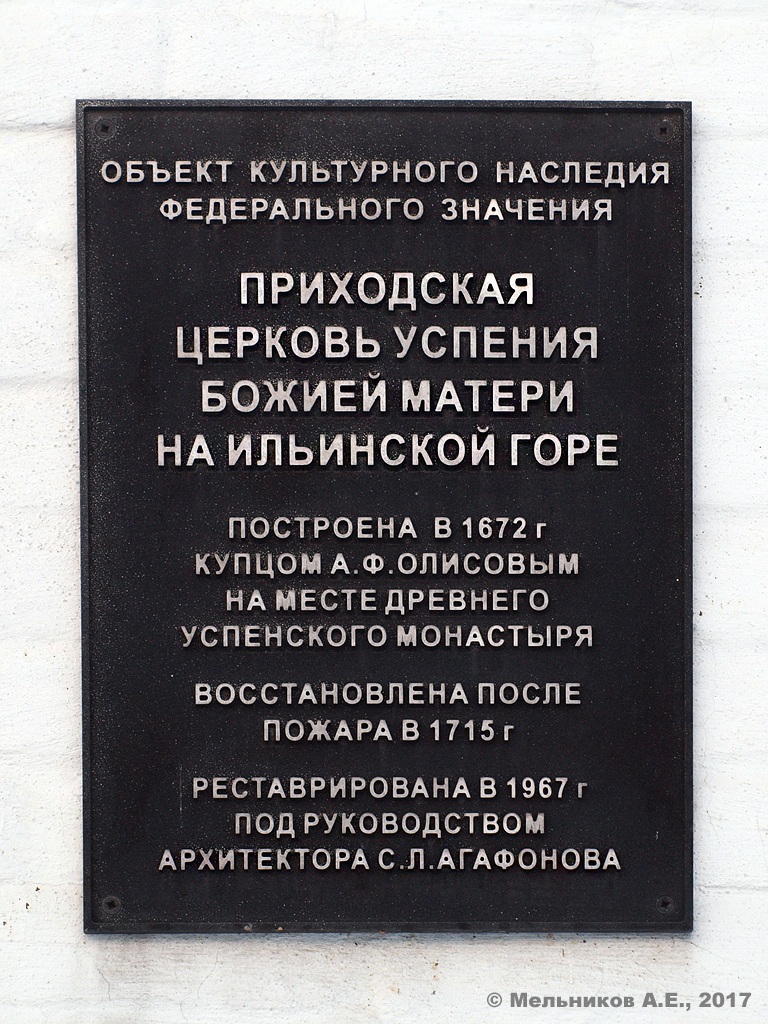 ОБЪЕКТ КУЛЬТУРНОГО НАСЛЕДИЯ
ФЕДЕРАЛЬНОГО ЗНАЧЕНИЯ
ПРИХОДСКАЯ
ЦЕРКОВЬ УСПЕНИЯ
БОЖИЕЙ МАТЕРИ
НА ИЛЬИНСКОЙ ГОРЕ
ПОСТРОЕНА В 1672 г
КУПЦОМ А.Ф.ОЛИСОВЫМ
НА МЕСТЕ ДРЕВНЕГО
УСПЕНСКОГО МОНАСТЫРЯ
ВОССТАНОВЛЕНА ПОСЛЕ
ПОЖАРА В 1715 г
РЕСТАВРИРОВАНА В 1967 г
ПОД РУКОВОДСТВОМ
АРХИТЕКТОРА С.Л.АГАФОНОВА
© Мельников А.Е., 2017